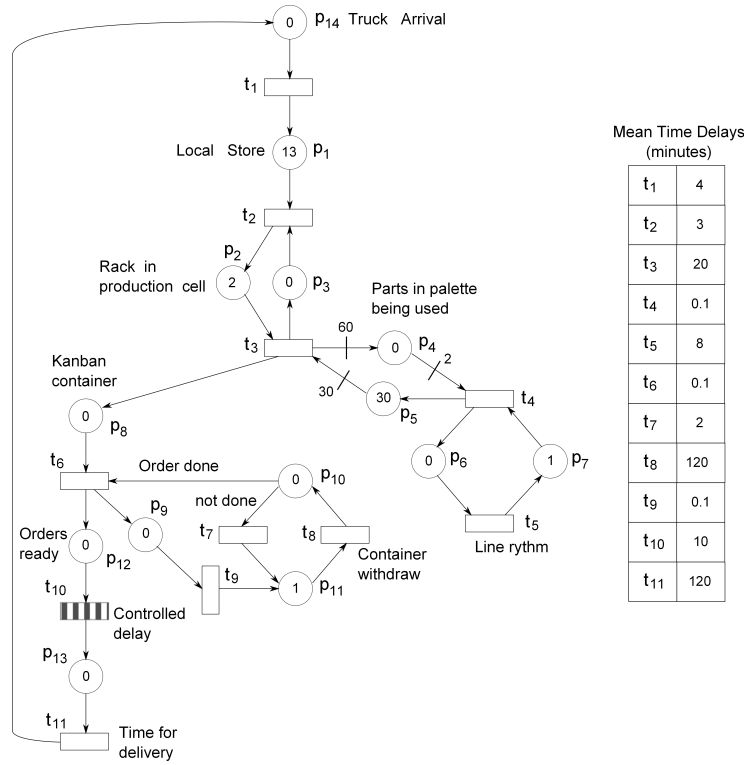 0 p14 Truck Arrival
t1
Local Store 13 p1
t2
p2
Rack in
production cell
2
0
p3
Parts in palette
being used
t3
60
0
p4
2
30
30
p5
t4
Kanban
container
0
p8
0
p6
1
p7
t5
Line rythm
t6
Order done
0
p10
not done
t7
t8
Container
withdraw
p9
0
Orders
ready
0
p12
t9
1
p11
t10
Controlled
delay
p13
0
t11
Time for
delivery
Mean Time Delays
(minutes)
t1 4
t2 3
t3 20
t4 0.1
t5 8
t6 0.1
t7 2
t8 120
t9 0.1
t10 10
t11 120